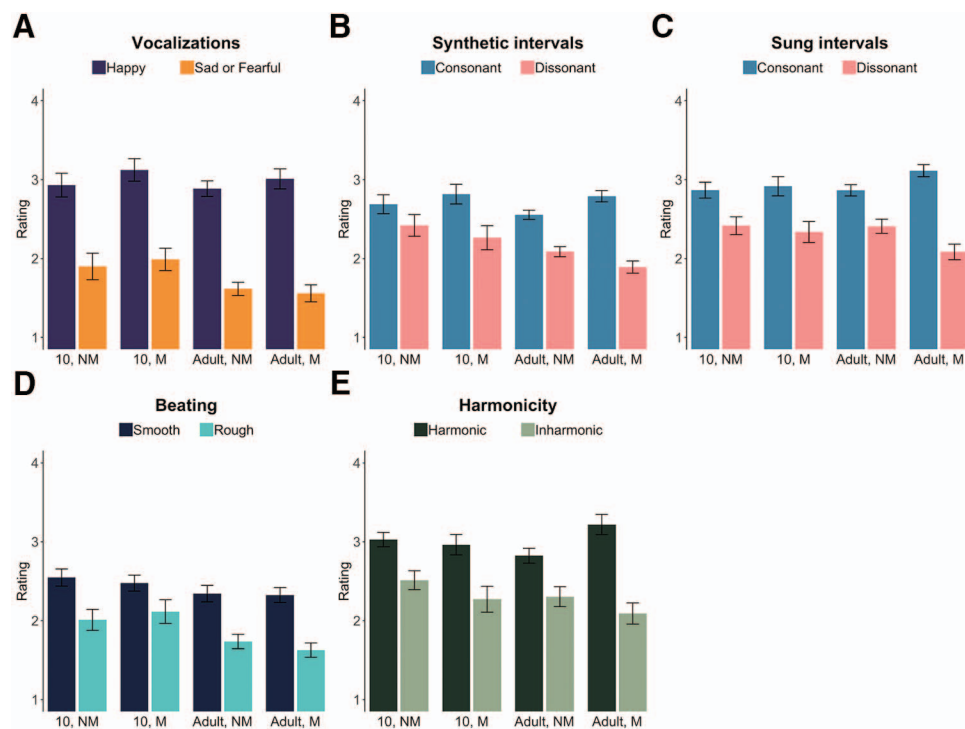 A
Vocalizations
Happy Sad or Fearful
4
3
2
1
Rating
10, NM 10, M Adult, NM Adult, M
B
Synthetic intervals
Consonant Dissonant
4
3
2
1
Rating
10, NM 10, M Adult, NM Adult, M
C
Sung intervals
Consonant Dissonant
4
3
2
1
Rating
10, NM 10, M Adult, NM Adult, M
D
Beating
Smooth Rough
4
3
2
1
Rating
10, NM 10, M Adult, NM Adult, M
E
Harmonicity
Harmonic Inharmonic
4
3
2
1
Rating
10, NM 10, M Adult, NM Adult, M